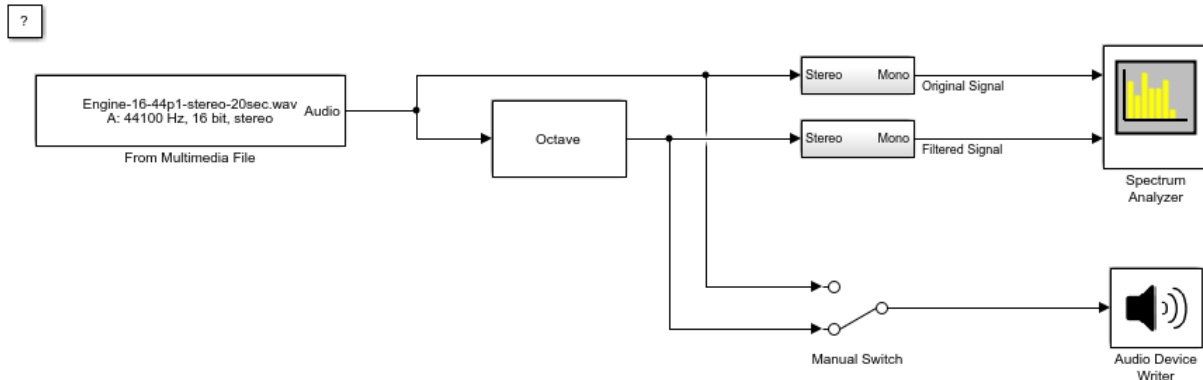 ?
Engine-16-44p1-stereo-20sec.wav
A: 44100 Hz, 16 bit, stereo
Audio
From Multimedia File
Octave
Stereo Mono
Original Signal
Stereo Mono
Filtered Signal
Spectrum
Analyzer
Manual Switch
Audio Device
Writer